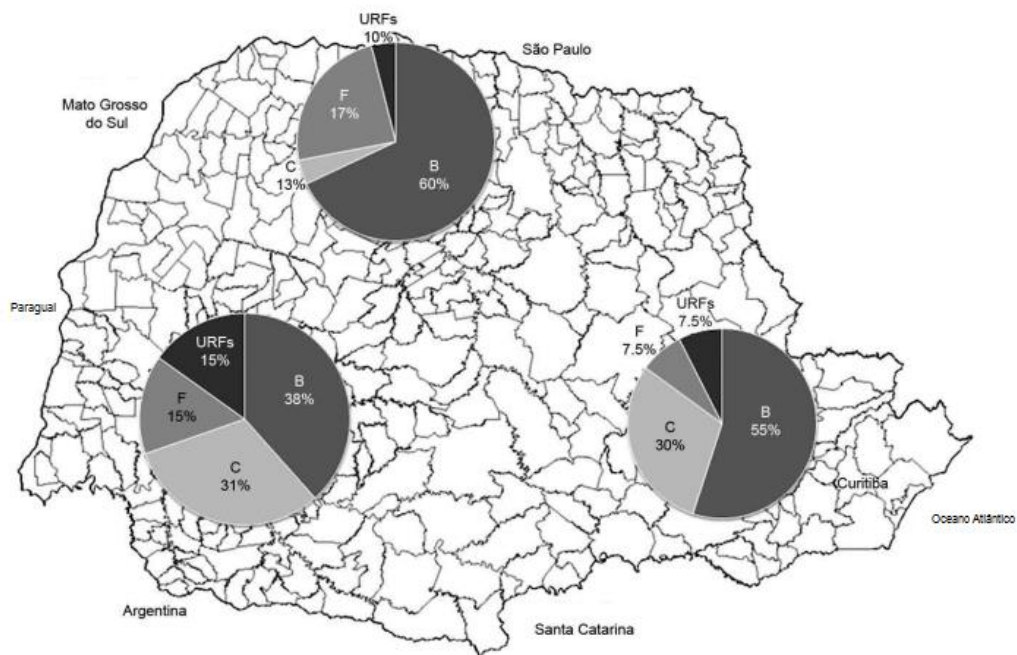 URFs
10%
São Paulo
Mato Grosso
do Sul
F
17%
C
13%
B
60%
Paragual
URFs
15%
B
38%
F
15%
C
31%
URFs
7.5%
F
7.5%
B
55%
C
30%
Curitiba
Oceano Atlântico
Argentina
Santa Catarina